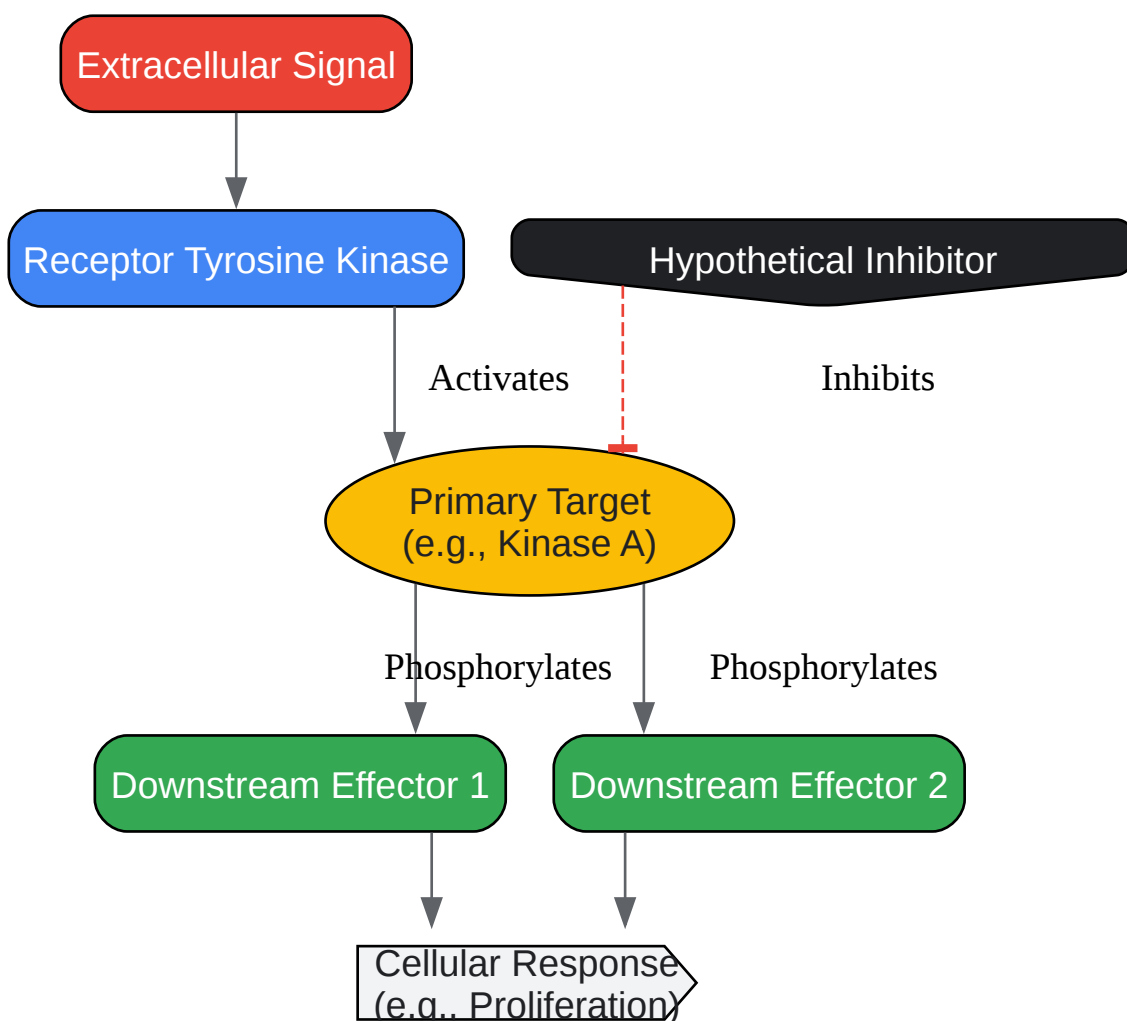 Extracellular Signal
Receptor Tyrosine Kinase
Hypothetical Inhibitor
Activates
Inhibits
Primary Target
(e.g., Kinase A)
Phosphorylates
Phosphorylates
Downstream Effector 1
Downstream Effector 2
Cellular Response
(e.g., Proliferation)